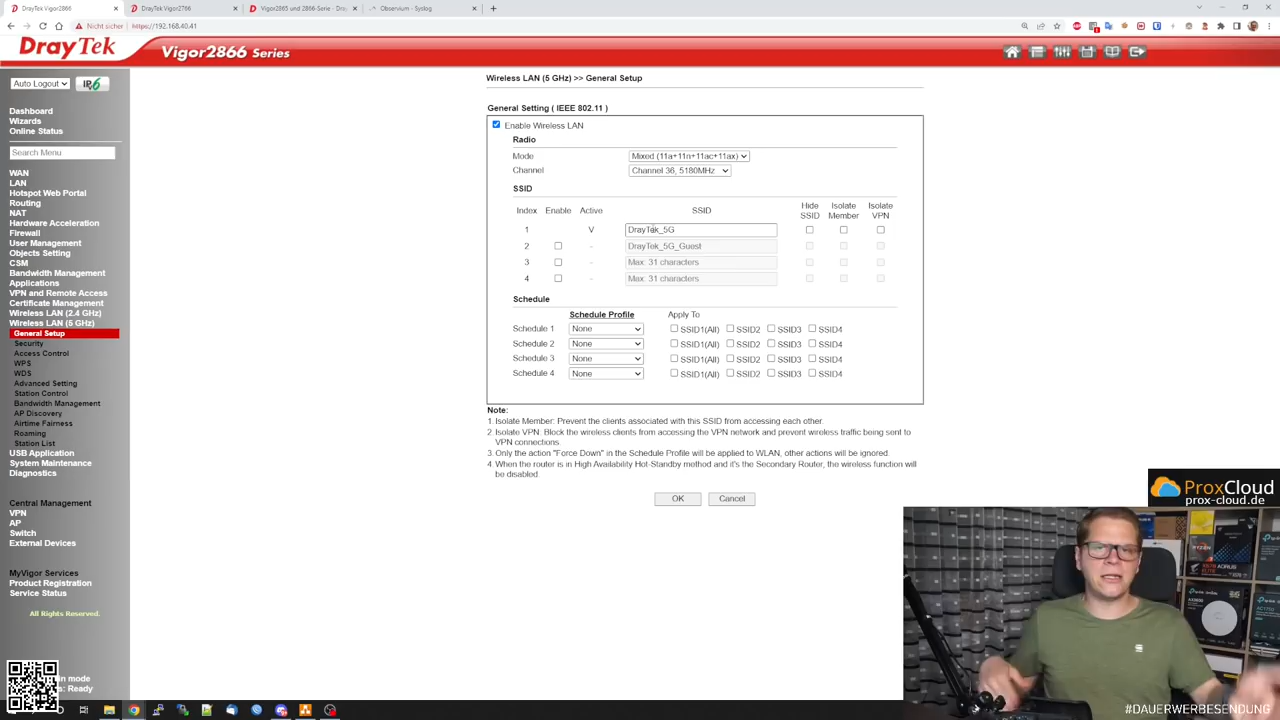 DrayTek Vigor2866
DrayTek Vigor2766
Vigor2865 und 2866-Serie - Dray
Observium - Syslog
Nicht sicher
https://192.168.40.41
DrayTek Vigor2866 Series
Auto Logout
IPv6
Dashboard
Wizards
Online Status
Search Menu
WAN
LAN
Hotspot Web Portal
Routing
NAT
Hardware Acceleration
Firewall
User Management
Objects Setting
CSM
Bandwidth Management
Applications
VPN and Remote Access
Certificate Management
Wireless LAN (2.4 GHz)
Wireless LAN (5 GHz)
General Setup
Security
Access Control
WPS
WDS
Advanced Setting
Station Control
Bandwidth Management
AP Discovery
Airtime Fairness
Roaming
Station List
USB Application
System Maintenance
Diagnostics
Central Management
VPN
AP
Switch
External Devices
MyVigor Services
Product Registration
Service Status
All Rights Reserved.
in mode
s: Ready
Wireless LAN (5 GHz) >> General Setup
General Setting ( IEEE 802.11 )
Enable Wireless LAN
Radio
Mode Mixed (11a+11n+11ac+11ax)
Channel Channel 36, 5180MHz
SSID
Index Enable Active SSID Hide SSID Isolate Member Isolate VPN
1 V DrayTek_5G
2 - DrayTek_5G_Guest
3 - Max: 31 characters
4 - Max: 31 characters
Schedule
Schedule Profile Apply To
Schedule 1 None SSID1(All) SSID2 SSID3 SSID4
Schedule 2 None SSID1(All) SSID2 SSID3 SSID4
Schedule 3 None SSID1(All) SSID2 SSID3 SSID4
Schedule 4 None SSID1(All) SSID2 SSID3 SSID4
Note:
1. Isolate Member: Prevent the clients associated with this SSID from accessing each other.
2. Isolate VPN: Block the wireless clients from accessing the VPN network and prevent wireless traffic being sent to
VPN connections.
3. Only the action "Force Down" in the Schedule Profile will be applied to WLAN, other actions will be ignored.
4. When the router is in High Availability Hot-Standby method and it's the Secondary Router, the wireless function will
be disabled.
OK Cancel
ProxCloud
prox-cloud.de
RYZEN
AORUS
tp-link
#DAUERWERBESENDUNG